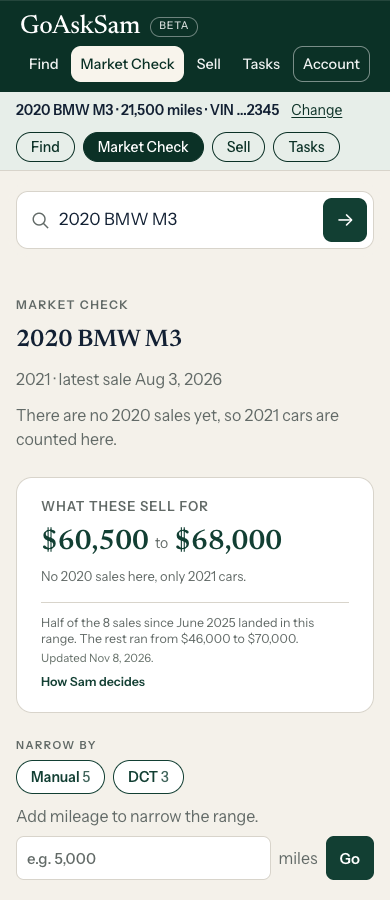 GoAskSam BETA
Find Market Check Sell Tasks Account
2020 BMW M3 · 21,500 miles · VIN ...2345 Change
Find Market Check Sell Tasks
2020 BMW M3
MARKET CHECK
2020 BMW M3
2021 · latest sale Aug 3, 2026
There are no 2020 sales yet, so 2021 cars are
counted here.
WHAT THESE SELL FOR
$60,500 to $68,000
No 2020 sales here, only 2021 cars.
Half of the 8 sales since June 2025 landed in this
range. The rest ran from $46,000 to $70,000.
Updated Nov 8, 2026.
How Sam decides
NARROW BY
Manual 5 DCT 3
Add mileage to narrow the range.
e.g. 5,000 miles Go